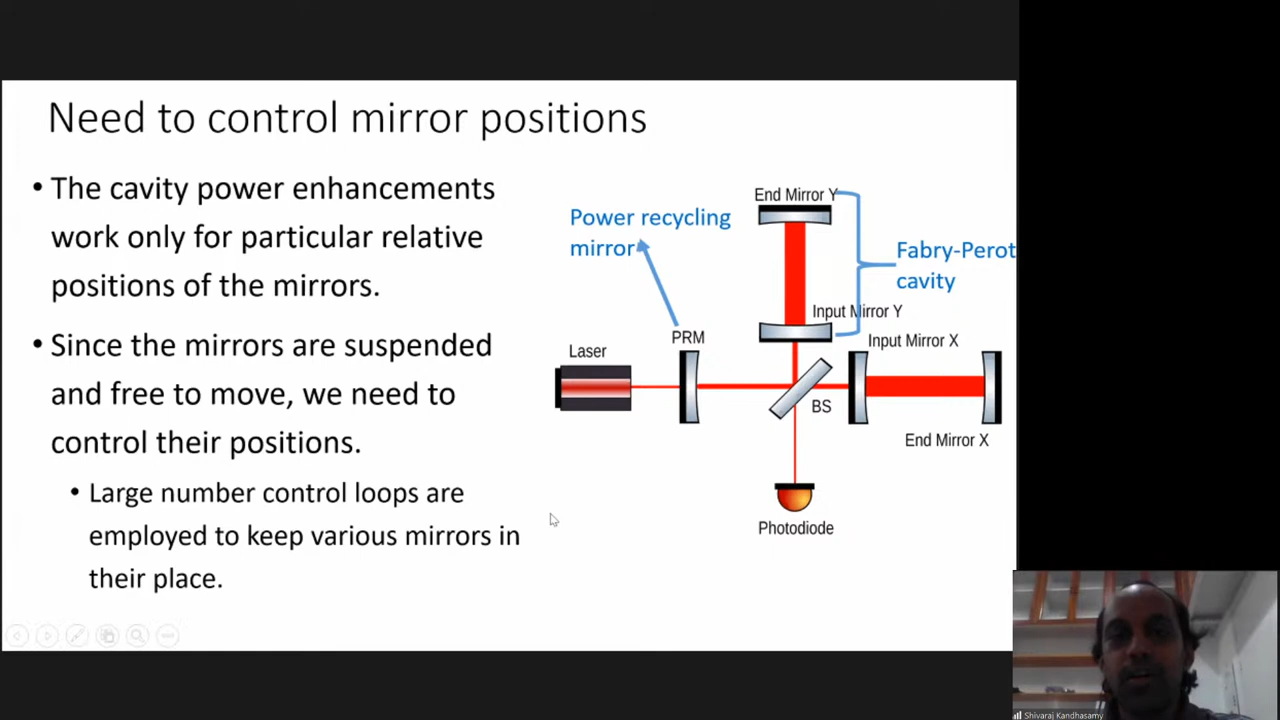 Need to control mirror positions
• The cavity power enhancements
work only for particular relative
positions of the mirrors.
• Since the mirrors are suspended
and free to move, we need to
control their positions.
• Large number control loops are
employed to keep various mirrors in
their place.
Power recycling
mirror
End Mirror Y
Fabry-Perot
cavity
Input Mirror Y
Input Mirror X
PRM
Laser
BS
End Mirror X
Photodiode
Shivaraj Kandhasamy